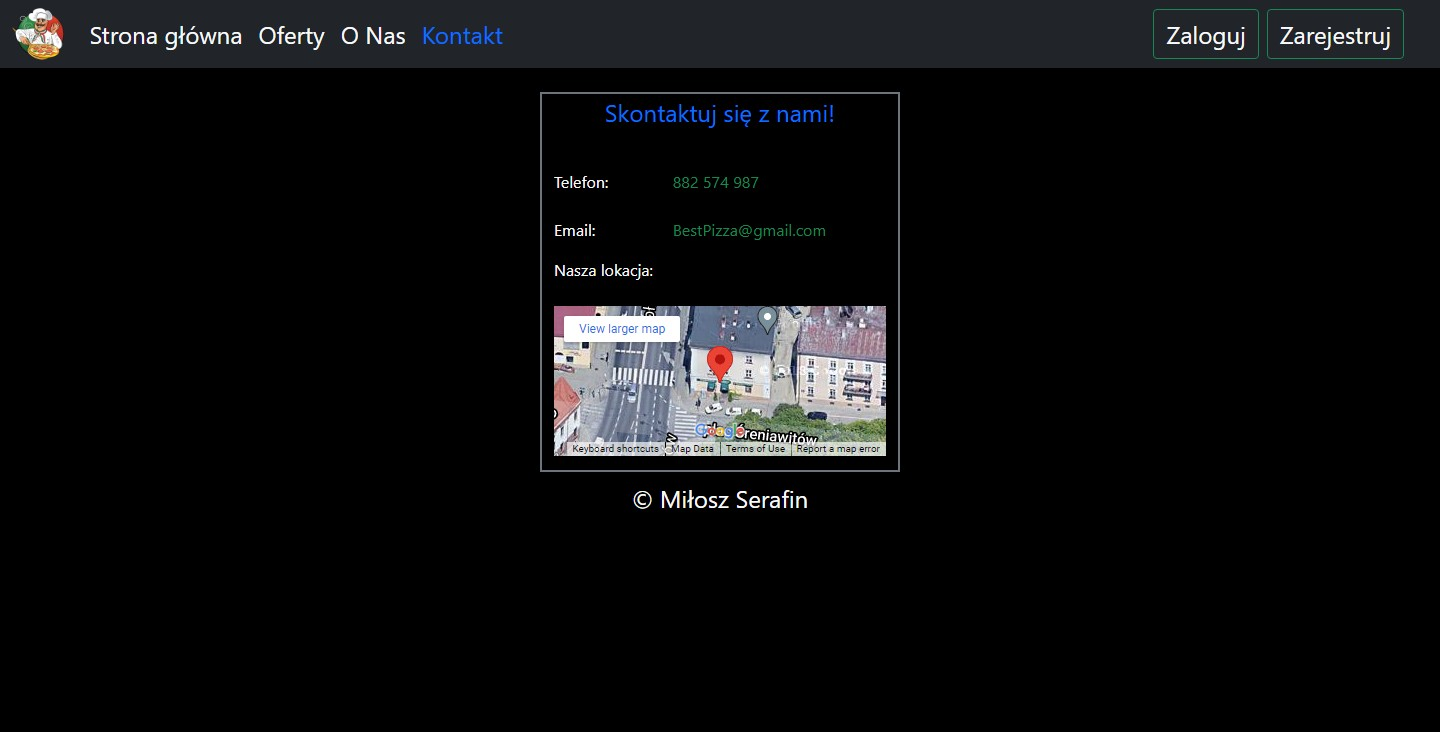 Strona główna Oferty O Nas Kontakt Zaloguj Zarejestruj
Skontaktuj się z nami!
Telefon: 882 574 987
Email: BestPizza@gmail.com
Nasza lokacja:
View larger map
Google
Keyboard shortcuts Map Data Terms of Use Report a map error
© Miłosz Serafin